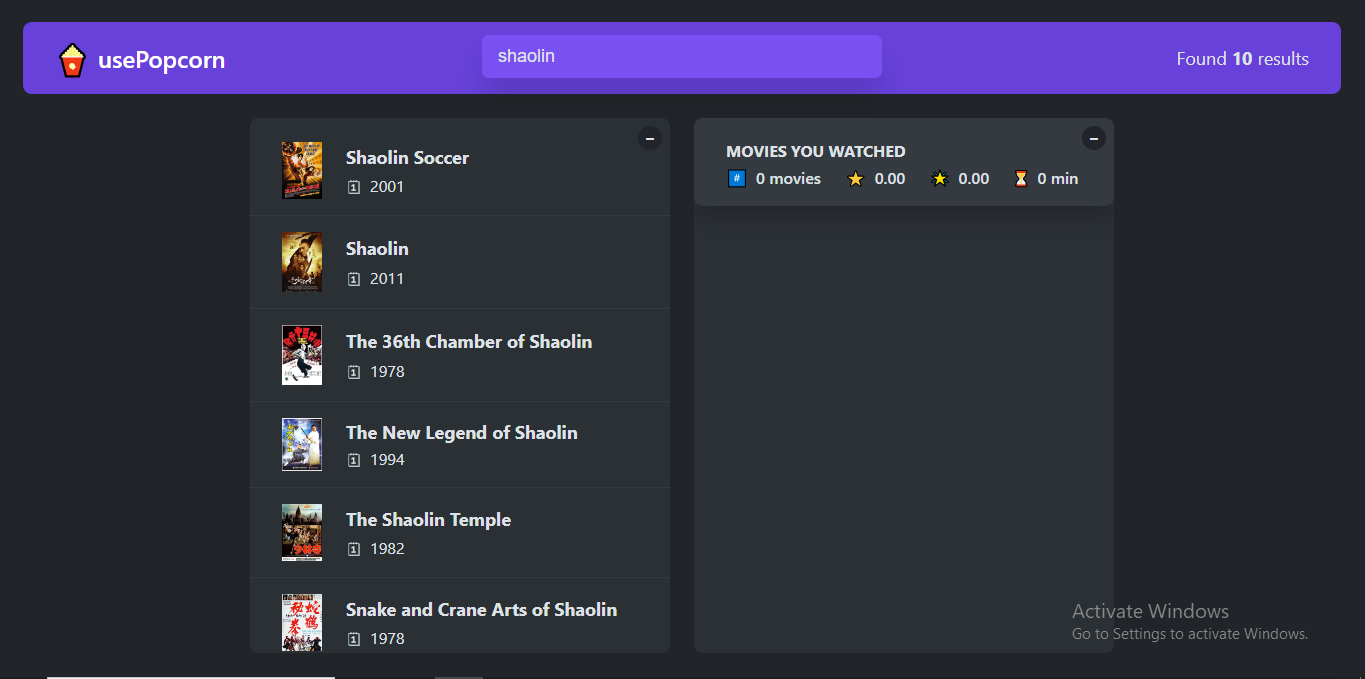 usePopcorn
shaolin
Found 10 results
Shaolin Soccer
2001
Shaolin
2011
The 36th Chamber of Shaolin
1978
The New Legend of Shaolin
1994
The Shaolin Temple
1982
Snake and Crane Arts of Shaolin
1978
MOVIES YOU WATCHED
# 0 movies 0.00 0.00 0 min
Activate Windows
Go to Settings to activate Windows.